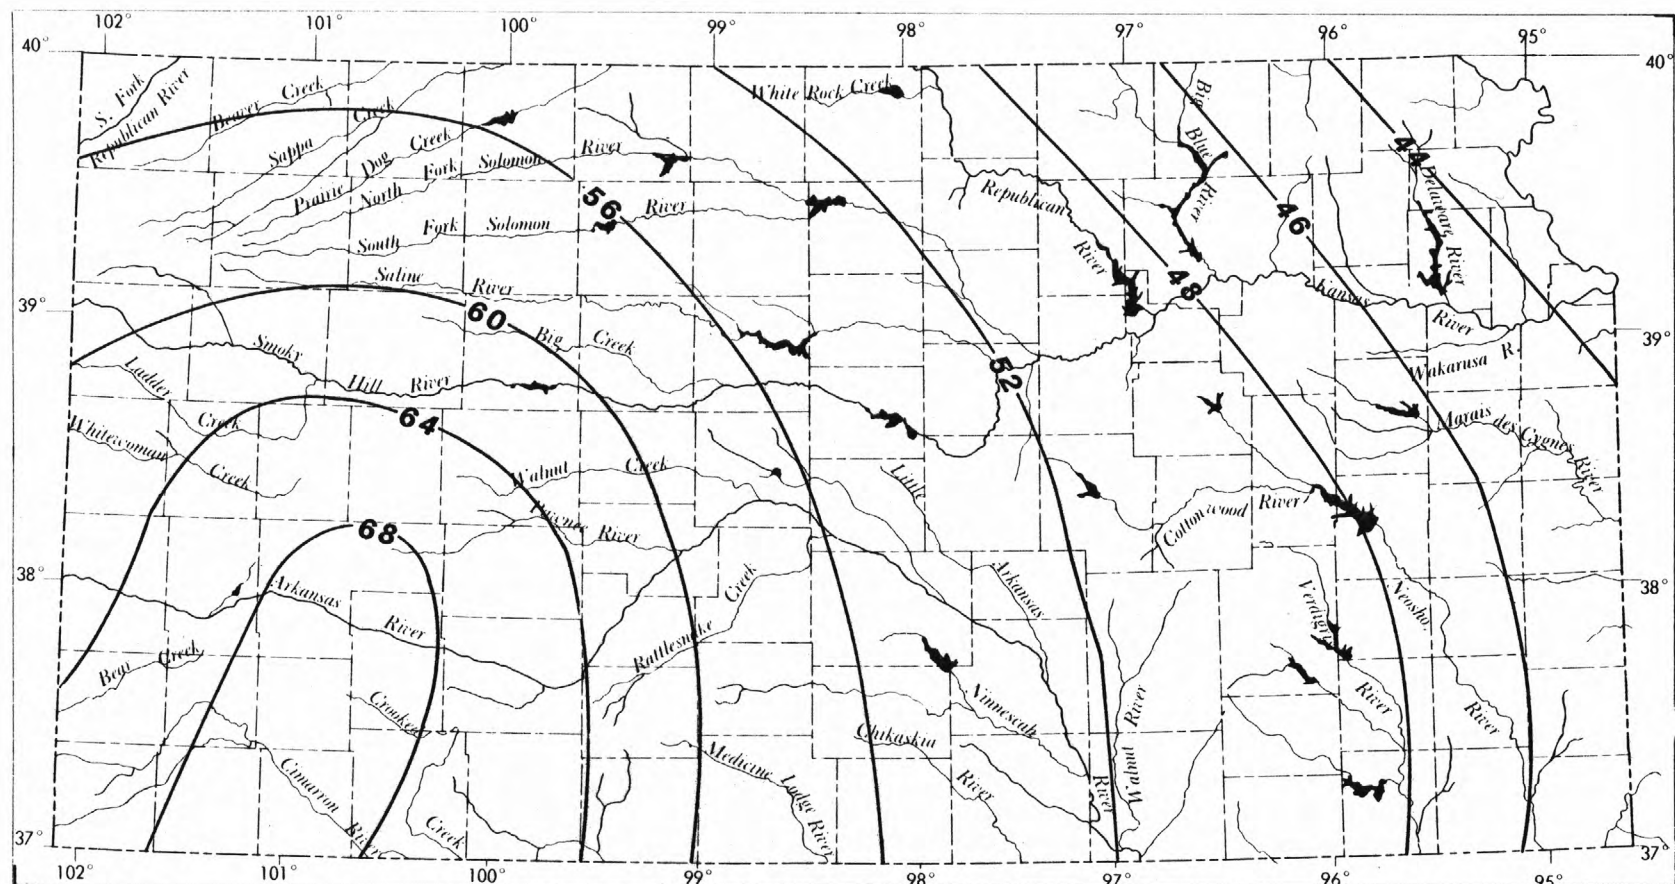 102° 101° 100° 99° 98° 97° 96° 95°
40° 40°
S. Fork
Republican River
Beaver Creek
Sappa Creek
Prairie Dog Creek
North Fork Solomon River
South Fork Solomon River
White Rock Creek
Republican River
Big Blue River
Delaware River
44
46
48
52
56
60
64
68
Saline River
39° 39°
Kansas River
Wakarusa R.
Smoky Hill River
Big Creek
Ladder Creek
Whitewoman Creek
Marais des Cygnes River
Walnut Creek
Pawnee River
Little Arkansas River
Cottonwood River
38° 38°
Arkansas River
Rattlesnake Creek
Verdigris River
Neosho River
Bear Creek
Crooked Creek
Ninnescah
Chikaskia River
Walnut River
Medicine Lodge River
Cimarron River
37° 37°
102° 101° 100° 99° 98° 97° 96° 95°